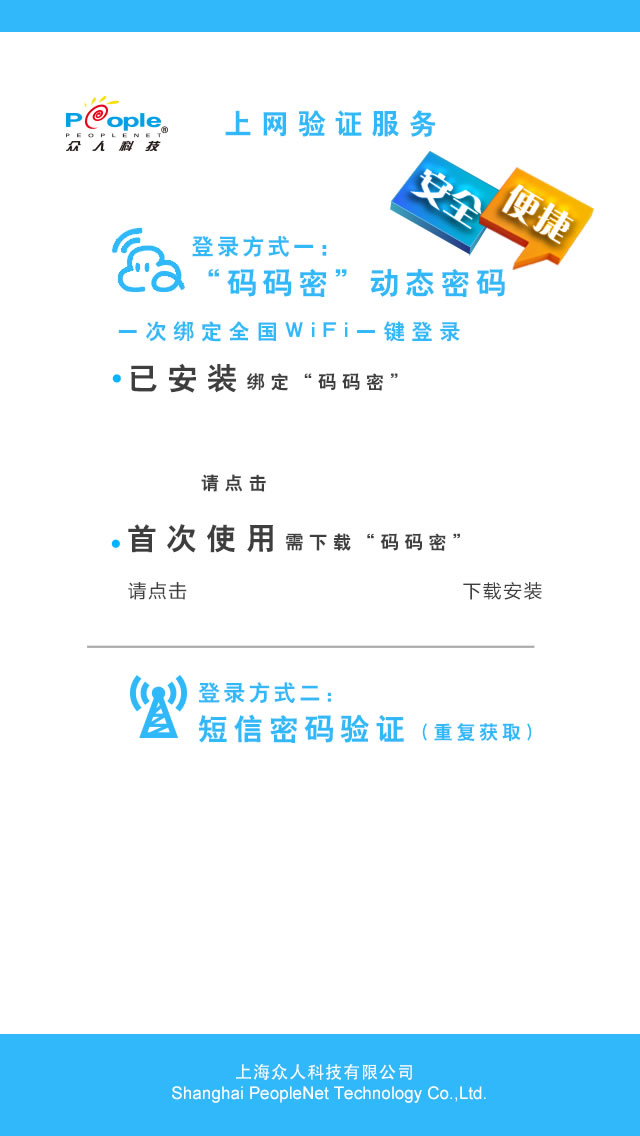 People®
PEOPLENET
众人科技
上网验证服务
安全
便捷
登录方式一：
“码码密”动态密码
一次绑定全国WiFi一键登录
•已安装绑定“码码密”
请点击
•首次使用需下载“码码密”
请点击 下载安装
登录方式二：
短信密码验证（重复获取）
上海众人科技有限公司
Shanghai PeopleNet Technology Co.,Ltd.